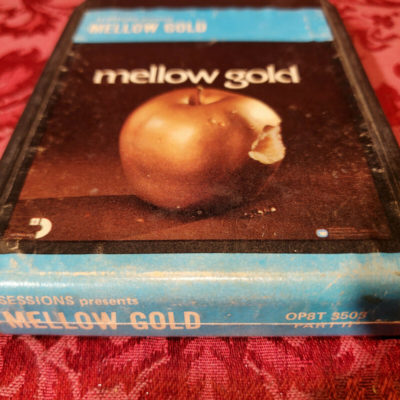 MELLOW GOLD
mellow gold
SESSIONS presents
MELLOW GOLD
OP8T 3503
PART II